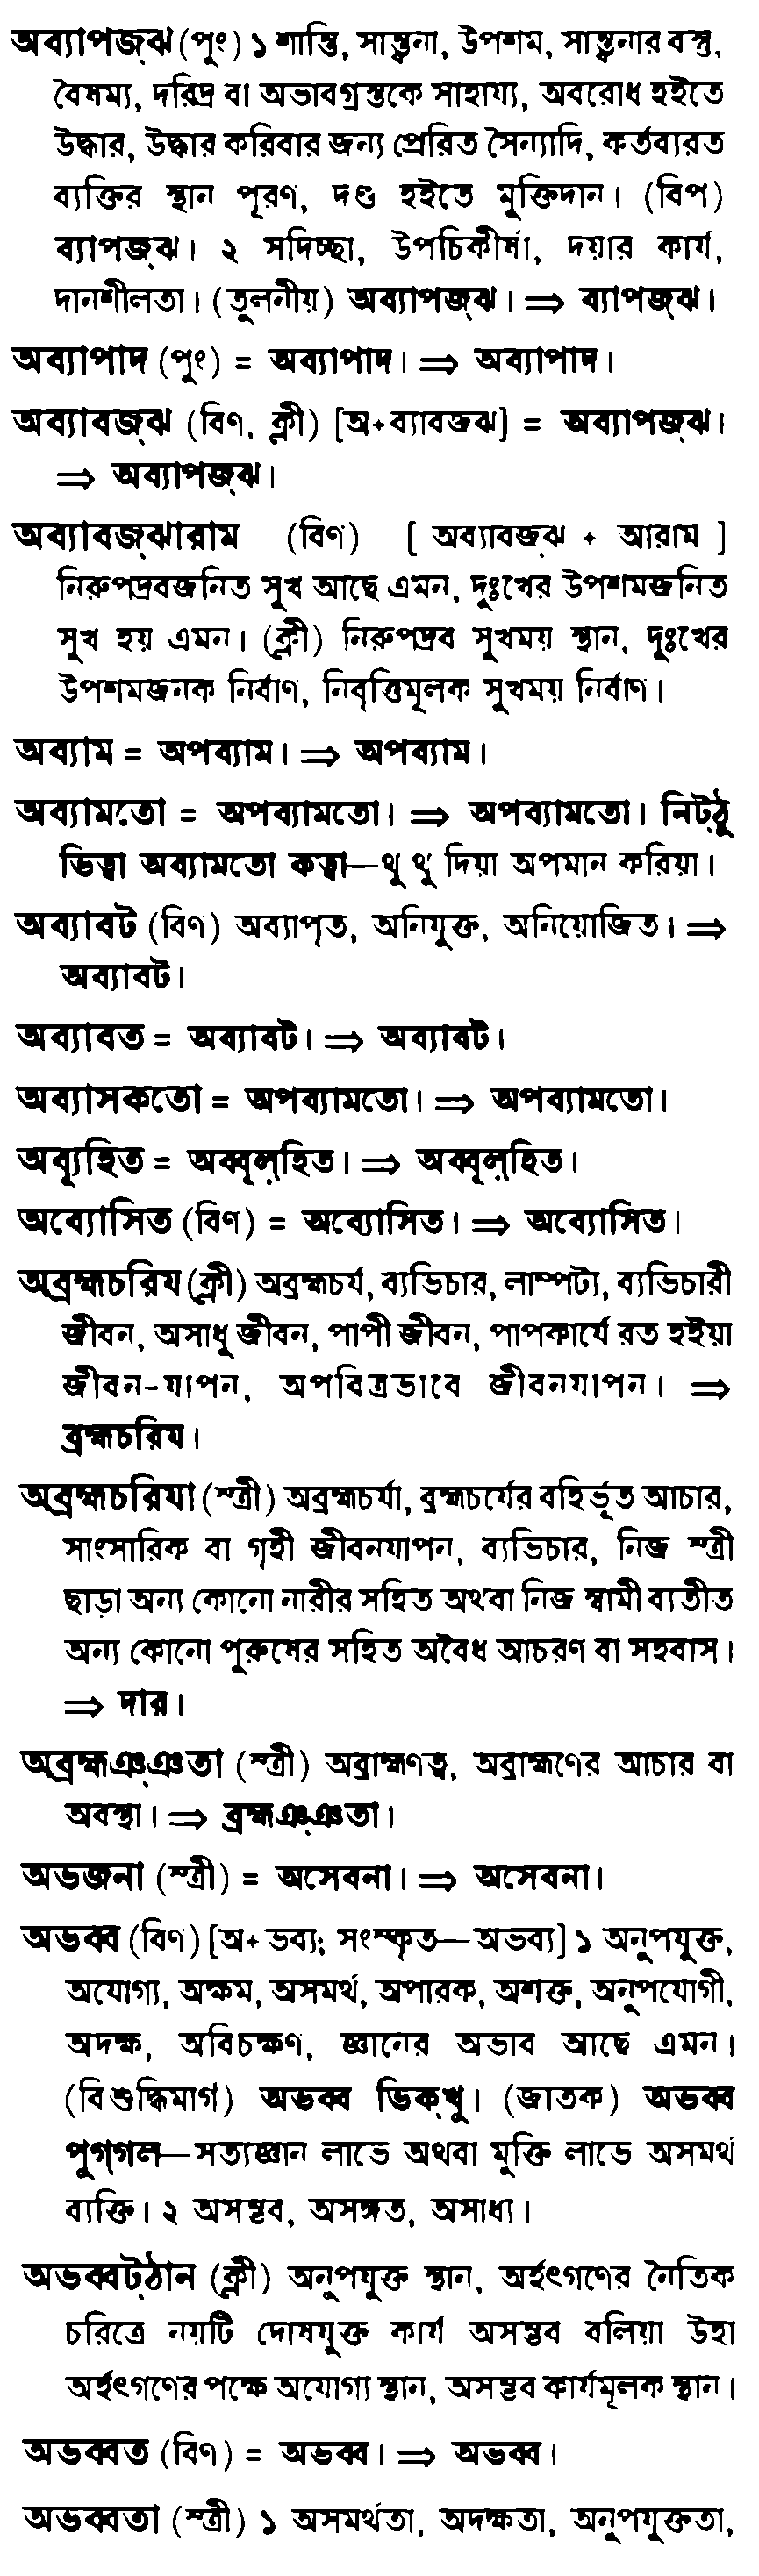 অব্যাপজ্ঝ (পুং) ১ শান্তি, সান্ত্বনা, উপশম, সান্ত্বনার বস্তু,
বৈষম্য, দরিদ্র বা অভাবগ্রস্তকে সাহায্য, অবরোধ হইতে
উদ্ধার, উদ্ধার করিবার জন্য প্রেরিত সৈন্যাদি, কর্তব্যরত
ব্যক্তির স্থান পূরণ, দণ্ড হইতে মুক্তিদান। (বিপ)
ব্যাপজ্ঝ। ২ সদিচ্ছা, উপচিকীর্ষা, দয়ার কার্য,
দানশীলতা। (তুলনীয়) অব্যাপজ্ঝ। ⇒ ব্যাপজ্ঝ।
অব্যাপাদ (পুং) = অব্যাপাদ। ⇒ অব্যাপাদ।
অব্যাবজ্ঝ (বিণ, ক্লী) [অ+ব্যাবজ্ঝ] = অব্যাপজ্ঝ।
⇒ অব্যাপজ্ঝ।
অব্যাবজ্ঝারাম (বিণ) [ অব্যাবজ্ঝ + আরাম ]
নিরুপদ্রবজনিত সুখ আছে এমন, দুঃখের উপশমজনিত
সুখ হয় এমন। (ক্লী) নিরুপদ্রব সুখময় স্থান, দুঃখের
উপশমজনক নির্বাণ, নিবৃত্তিমূলক সুখময় নির্বাণ।
অব্যাম = অপব্যাম। ⇒ অপব্যাম।
অব্যামতো = অপব্যামতো। ⇒ অপব্যামতো। নিট্ঠু
ভিত্বা অব্যামতো কত্বা—থু থু দিয়া অপমান করিয়া।
অব্যাবট (বিণ) অব্যাপৃত, অনিযুক্ত, অনিয়োজিত। ⇒
অব্যাবট।
অব্যাবত = অব্যাবট। ⇒ অব্যাবট।
অব্যাসকতো = অপব্যামতো। ⇒ অপব্যামতো।
অব্যূহিত = অব্বূল্হিত। ⇒ অব্বূল্হিত।
অব্যোসিত (বিণ) = অব্যোসিত। ⇒ অব্যোসিত।
অব্রহ্মচরিয (ক্লী) অব্রহ্মচর্য, ব্যভিচার, লাম্পট্য, ব্যভিচারী
জীবন, অসাধু জীবন, পাপী জীবন, পাপকার্যে রত হইয়া
জীবন-যাপন, অপবিত্রভাবে জীবনযাপন। ⇒
ব্রহ্মচরিয।
অব্রহ্মচরিযা (স্ত্রী) অব্রহ্মচর্যা, ব্রহ্মচর্যের বহির্ভূত আচার,
সাংসারিক বা গৃহী জীবনযাপন, ব্যভিচার, নিজ স্ত্রী
ছাড়া অন্য কোনো নারীর সহিত অথবা নিজ স্বামী ব্যতীত
অন্য কোনো পুরুষের সহিত অবৈধ আচরণ বা সহবাস।
⇒ দার।
অব্রহ্মঞ্ঞতা (স্ত্রী) অব্রাহ্মণত্ব, অব্রাহ্মণের আচার বা
অবস্থা। ⇒ ব্রহ্মঞ্ঞতা।
অভজনা (স্ত্রী) = অসেবনা। ⇒ অসেবনা।
অভব্ব (বিণ) [অ+ভব্য; সংস্কৃত—অভব্য] ১ অনুপযুক্ত,
অযোগ্য, অক্ষম, অসমর্থ, অপারক, অশক্ত, অনুপযোগী,
অদক্ষ, অবিচক্ষণ, জ্ঞানের অভাব আছে এমন।
(বিশুদ্ধিমার্গ) অভব্ব ভিক্খু। (জাতক) অভব্ব
পুগ্গল—সত্যজ্ঞান লাভে অথবা মুক্তি লাভে অসমর্থ
ব্যক্তি। ২ অসম্ভব, অসঙ্গত, অসাধ্য।
অভব্বট্ঠান (ক্লী) অনুপযুক্ত স্থান, অর্হৎগণের নৈতিক
চরিত্রে নয়টি দোষযুক্ত কার্য অসম্ভব বলিয়া উহা
অর্হৎগণের পক্ষে অযোগ্য স্থান, অসম্ভব কার্যমূলক স্থান।
অভব্বত (বিণ) = অভব্ব। ⇒ অভব্ব।
অভব্বতা (স্ত্রী) ১ অসমর্থতা, অদক্ষতা, অনুপযুক্ততা,